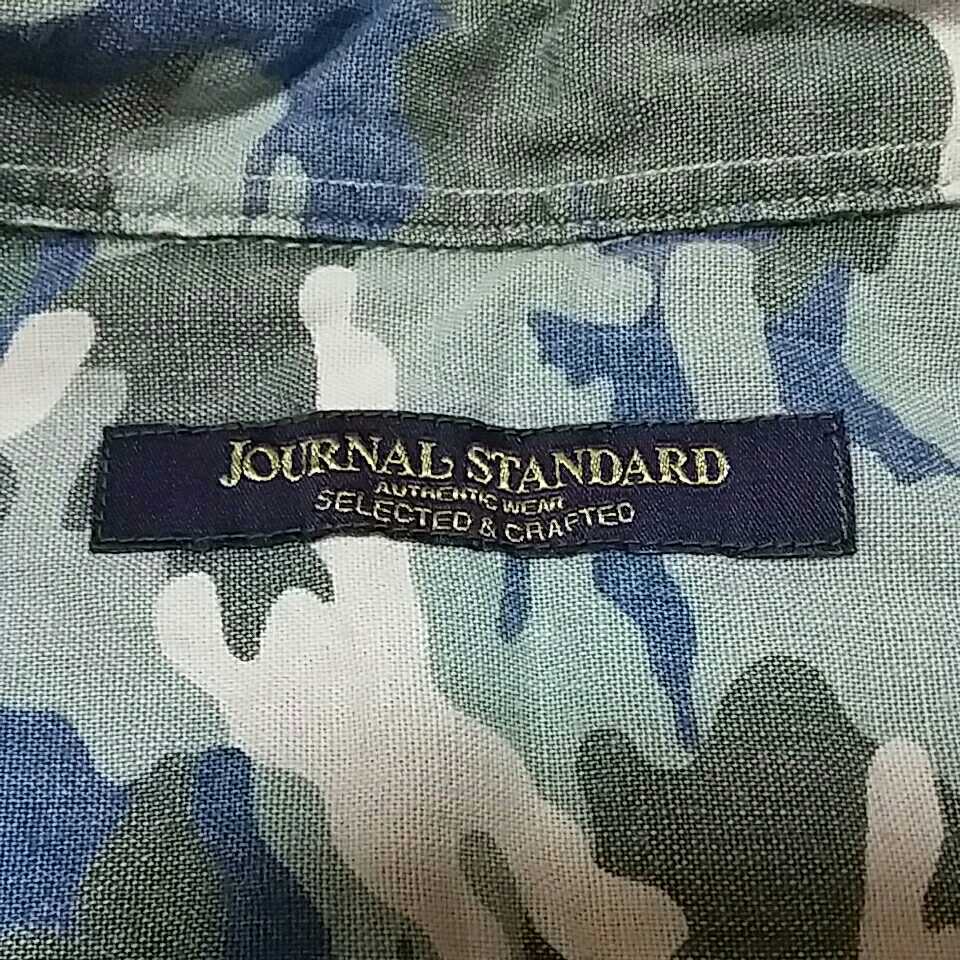 JOURNAL STANDARD
AUTHENTIC WEAR
SELECTED & CRAFTED